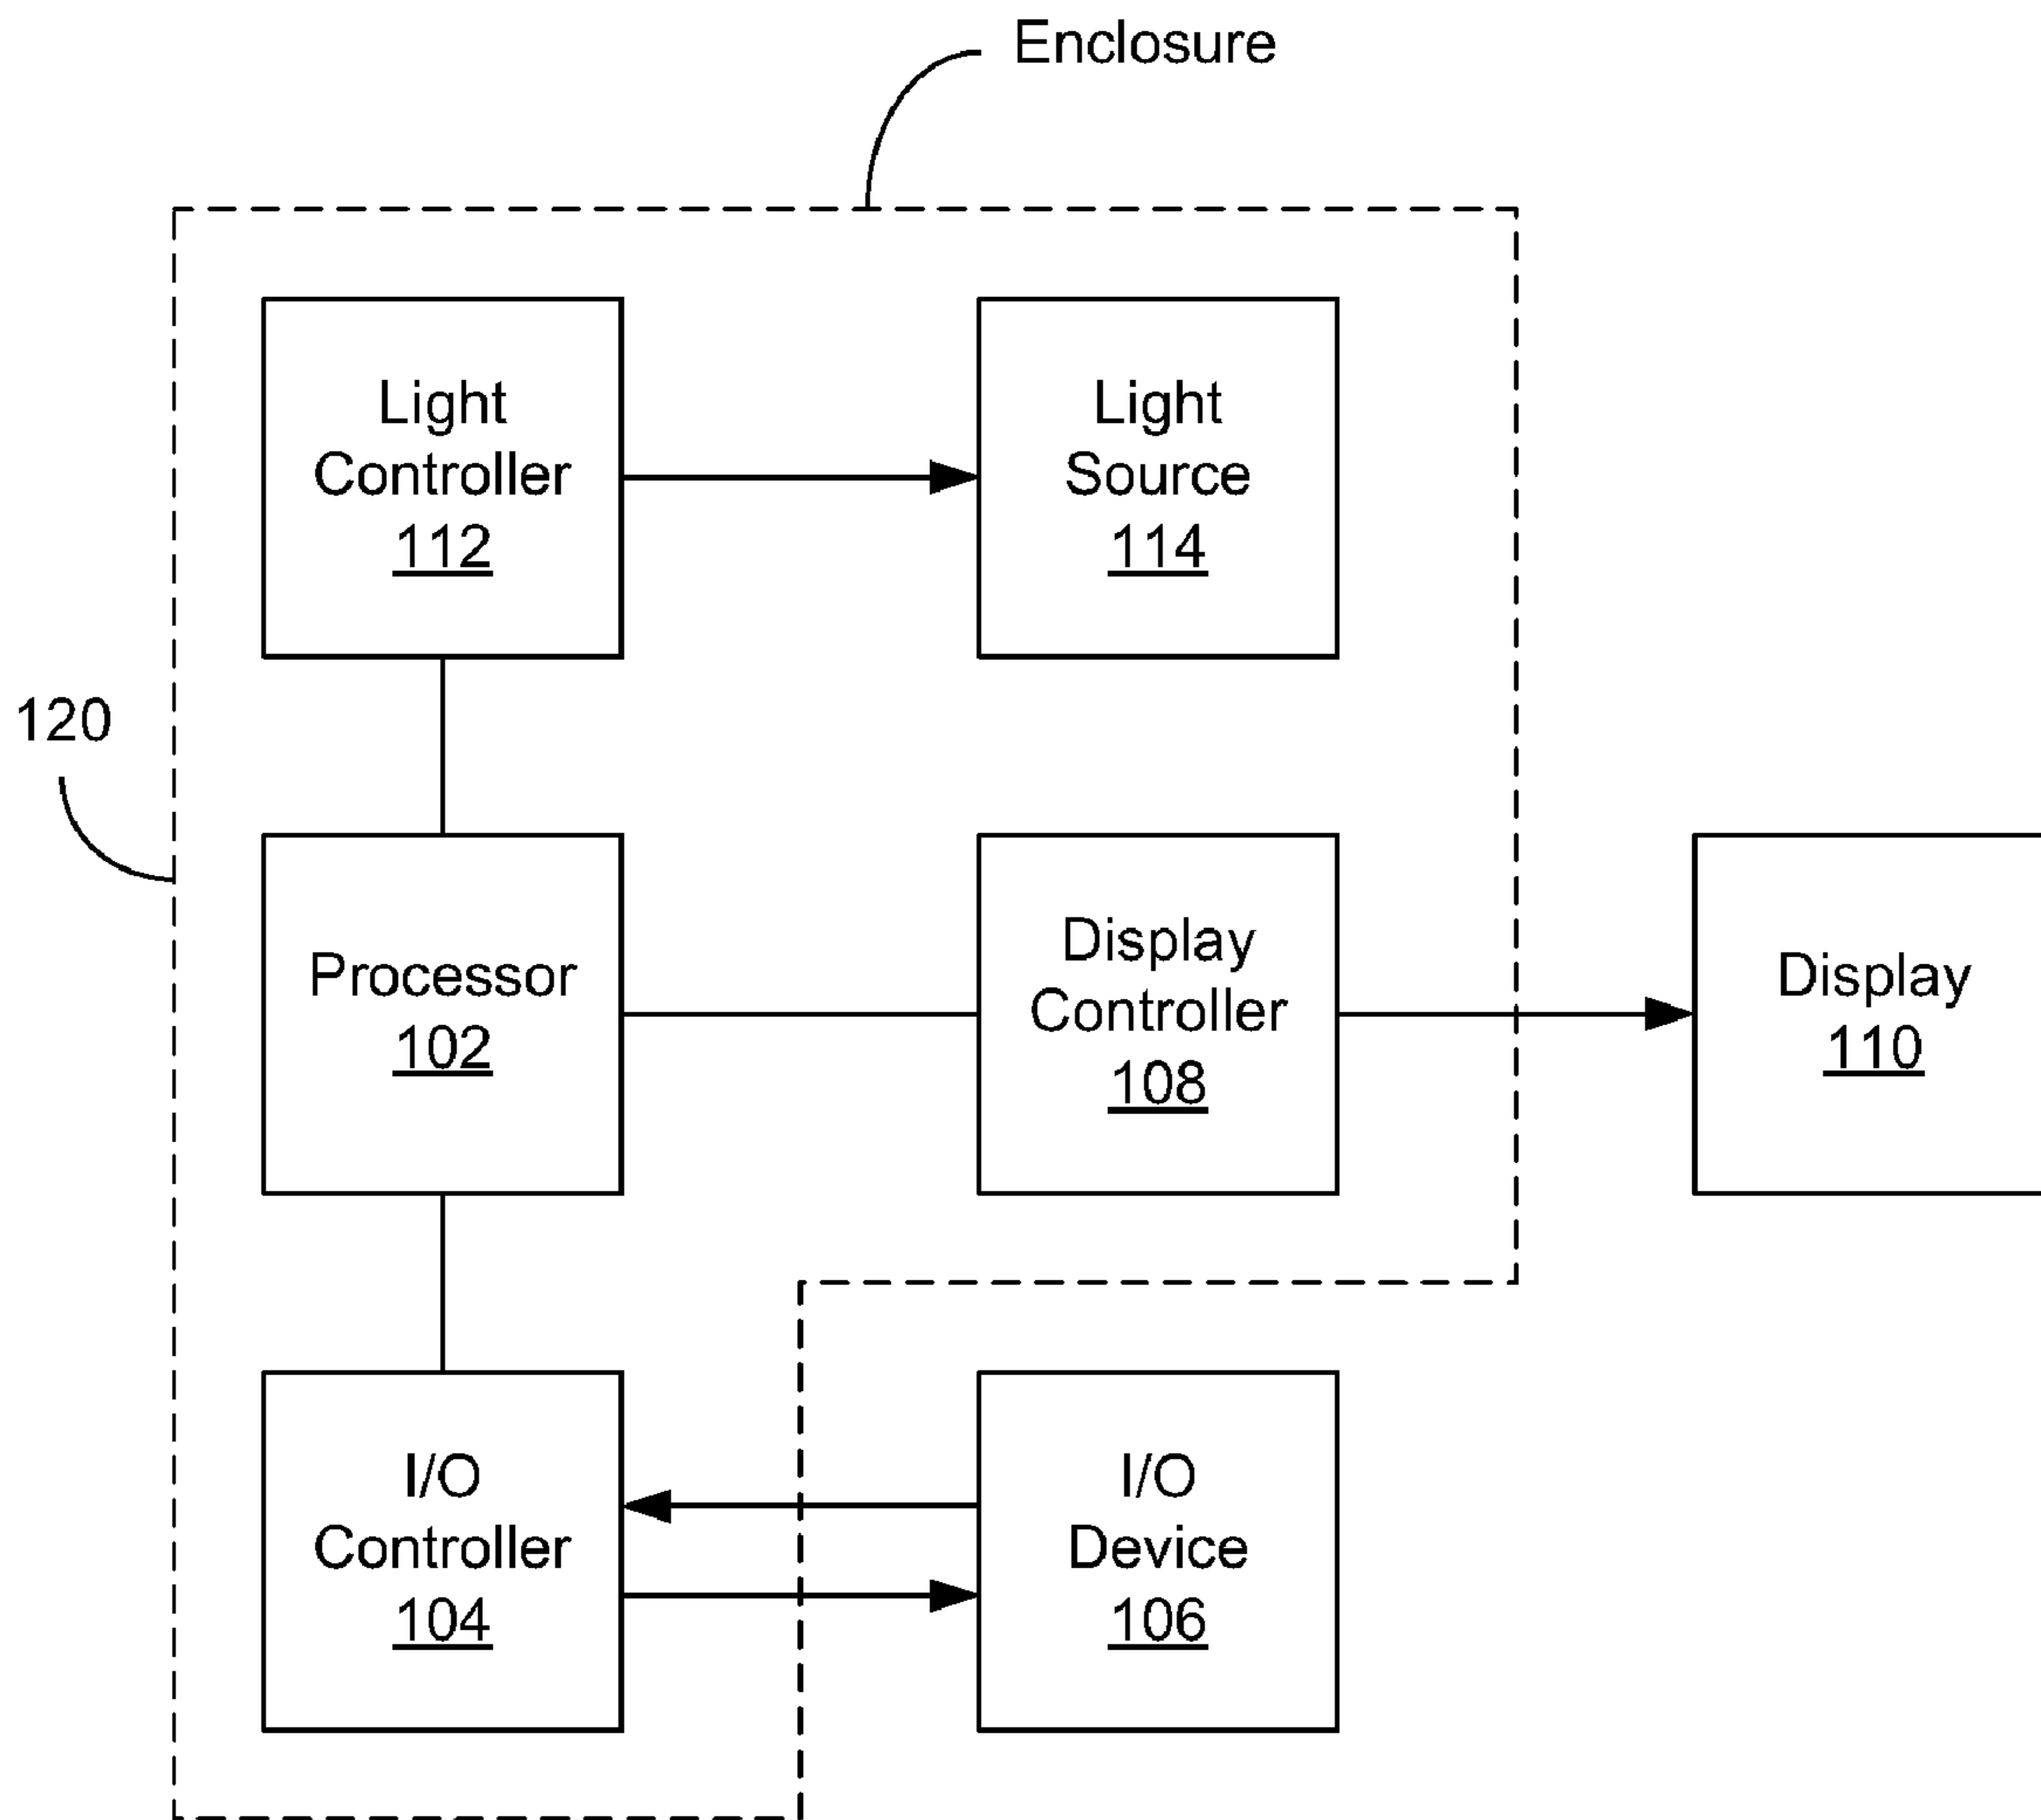 Enclosure
Light
Controller
112
Light
Source
114
120
Processor
102
Display
Controller
108
Display
110
I/O
Controller
104
I/O
Device
106